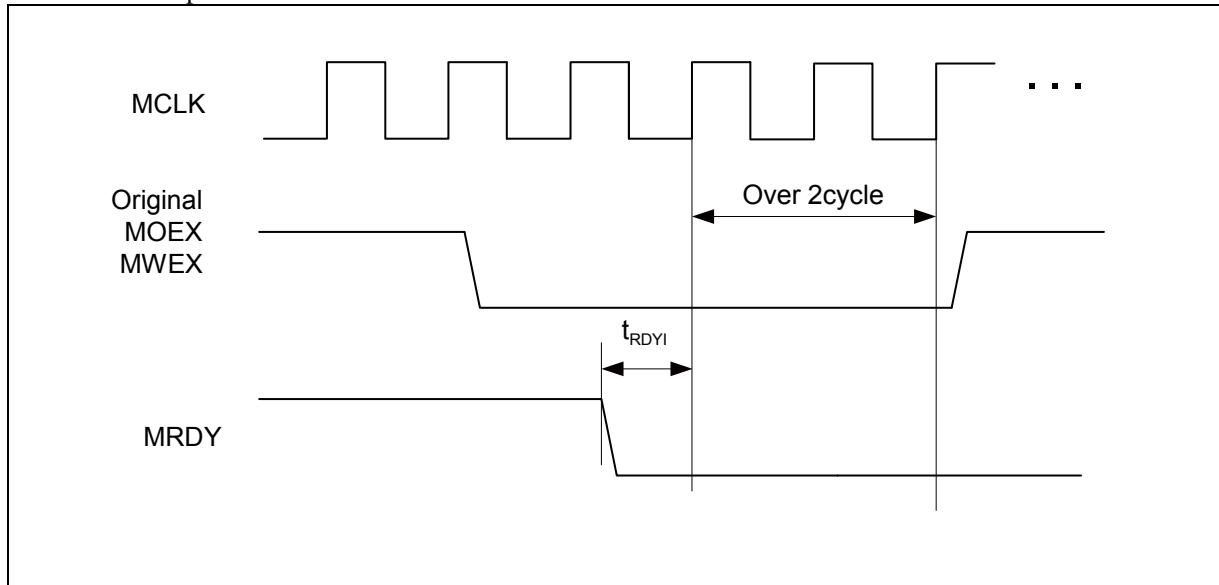 MCLK
. . .
Original
MOEX
MWEX
Over 2cycle
tRDYI
MRDY